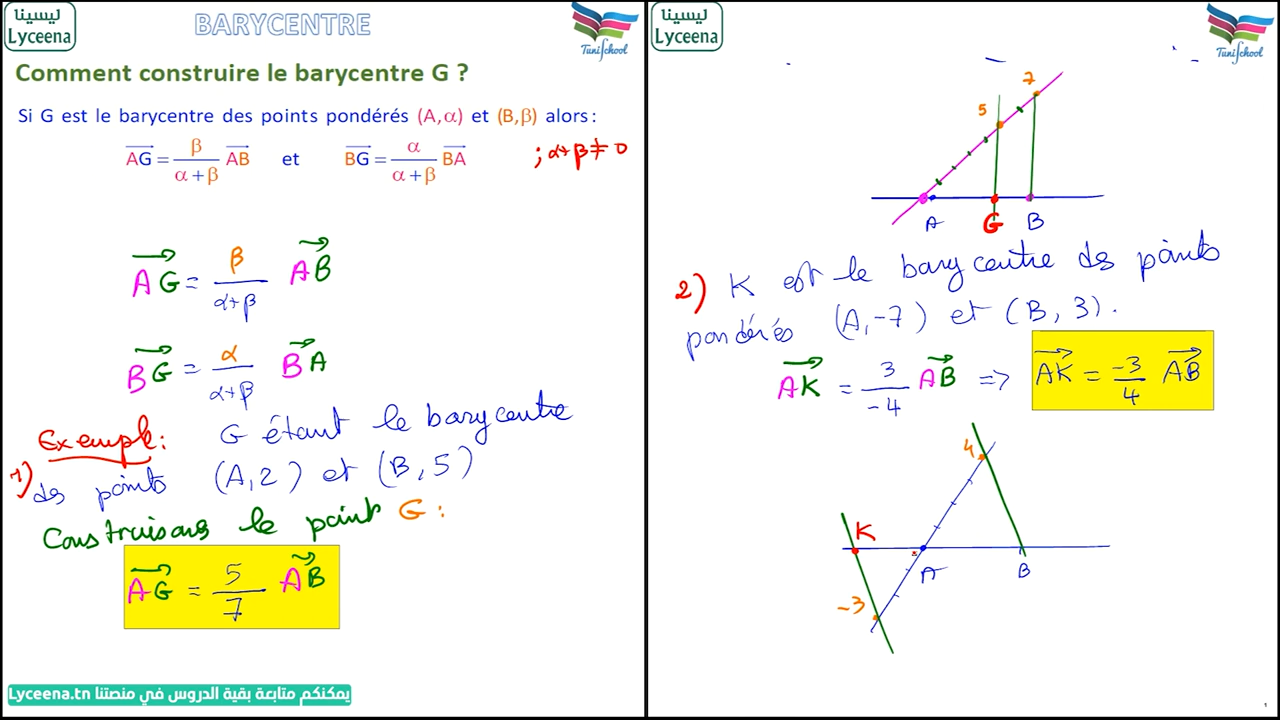 ليسينا
Lyceena
BARYCENTRE
TuniSchool
Comment construire le barycentre G ?
Si G est le barycentre des points pondérés (A,α) et (B,β) alors :
AG = β/(α+β) AB et BG = α/(α+β) BA ; α+β ≠ 0
AG = β/(α+β) AB
BG = α/(α+β) BA
Exemple: G étant le barycentre
1) des points (A,2) et (B,5)
Construisons le point G :
AG = 5/7 AB
يمكنكم متابعة بقية الدروس في منصتنا Lyceena.tn
ليسينا
Lyceena
TuniSchool
7
5
A G B
2) K est le barycentre des points
pondérés (A,-7) et (B, 3).
AK = 3/-4 AB => AK = -3/4 AB
4
K
A B
-3
1